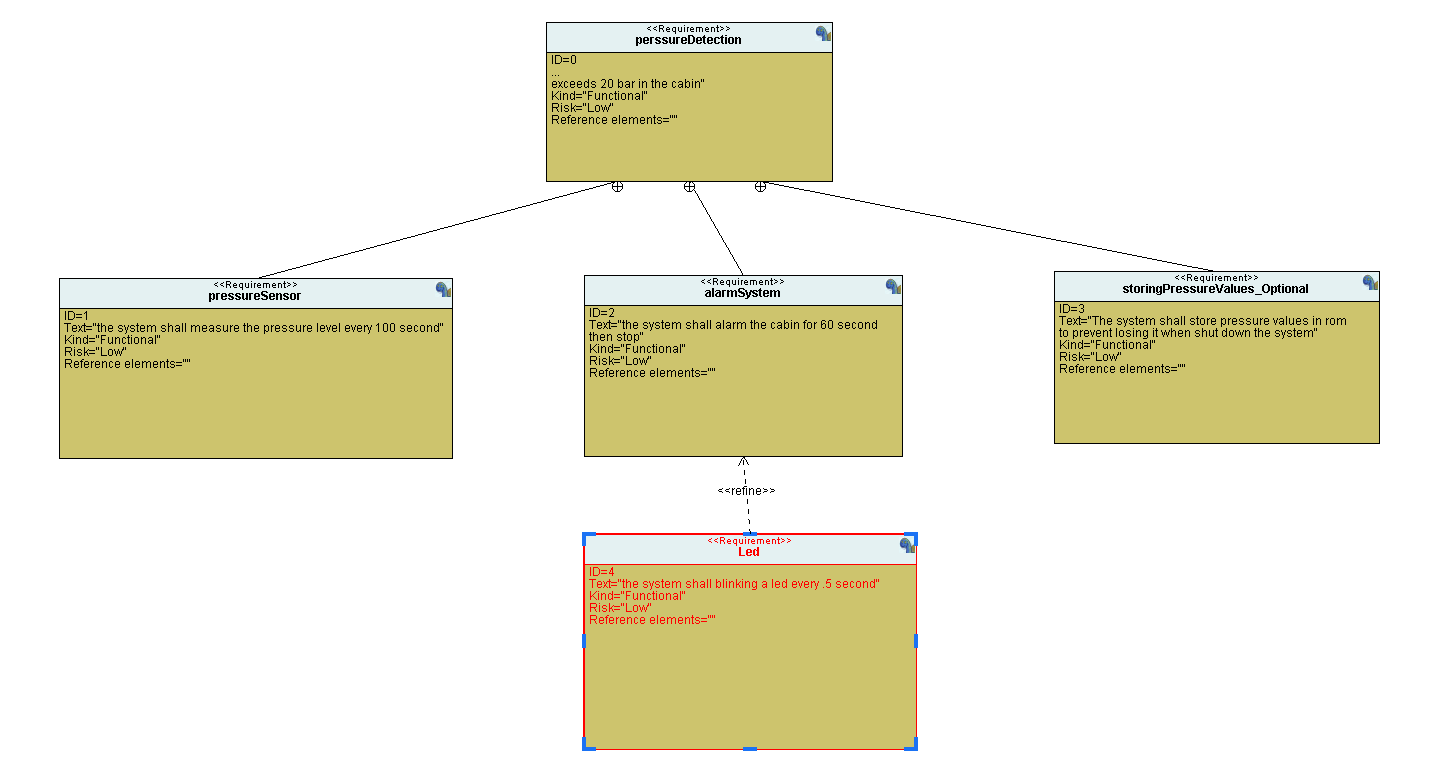 <<Requirement>>
perssureDetection
ID=0
...
exceeds 20 bar in the cabin"
Kind="Functional"
Risk="Low"
Reference elements=""
<<Requirement>>
pressureSensor
ID=1
Text="the system shall measure the pressure level every 100 second"
Kind="Functional"
Risk="Low"
Reference elements=""
<<Requirement>>
alarmSystem
ID=2
Text="the system shall alarm the cabin for 60 second
then stop"
Kind="Functional"
Risk="Low"
Reference elements=""
<<Requirement>>
storingPressureValues_Optional
ID=3
Text="The system shall store pressure values in rom
to prevent losing it when shut down the system"
Kind="Functional"
Risk="Low"
Reference elements=""
<<refine>>
<<Requirement>>
Led
ID=4
Text="the system shall blinking a led every .5 second"
Kind="Functional"
Risk="Low"
Reference elements=""